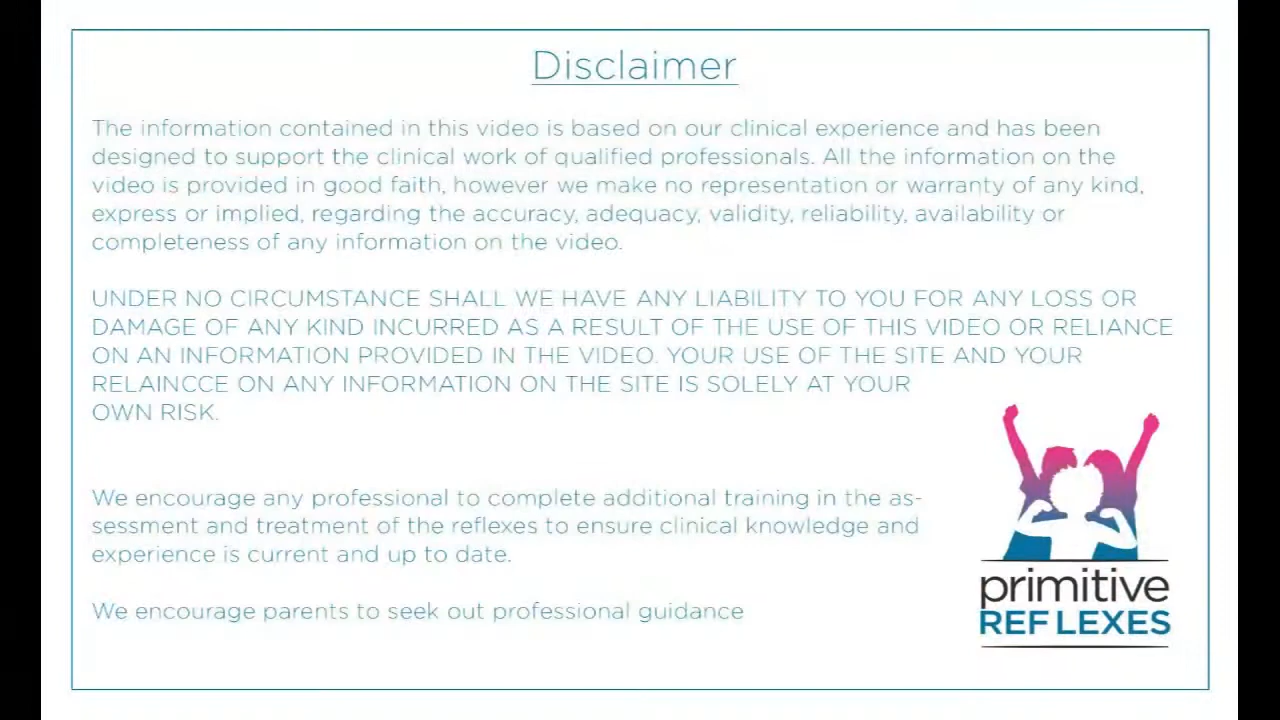 Disclaimer
The information contained in this video is based on our clinical experience and has been
designed to support the clinical work of qualified professionals. All the information on the
video is provided in good faith, however we make no representation or warranty of any kind,
express or implied, regarding the accuracy, adequacy, validity, reliability, availability or
completeness of any information on the video.
UNDER NO CIRCUMSTANCE SHALL WE HAVE ANY LIABILITY TO YOU FOR ANY LOSS OR
DAMAGE OF ANY KIND INCURRED AS A RESULT OF THE USE OF THIS VIDEO OR RELIANCE
ON AN INFORMATION PROVIDED IN THE VIDEO. YOUR USE OF THE SITE AND YOUR
RELAINCCE ON ANY INFORMATION ON THE SITE IS SOLELY AT YOUR
OWN RISK.
We encourage any professional to complete additional training in the as-
sessment and treatment of the reflexes to ensure clinical knowledge and
experience is current and up to date.
We encourage parents to seek out professional guidance
primitive
REFLEXES